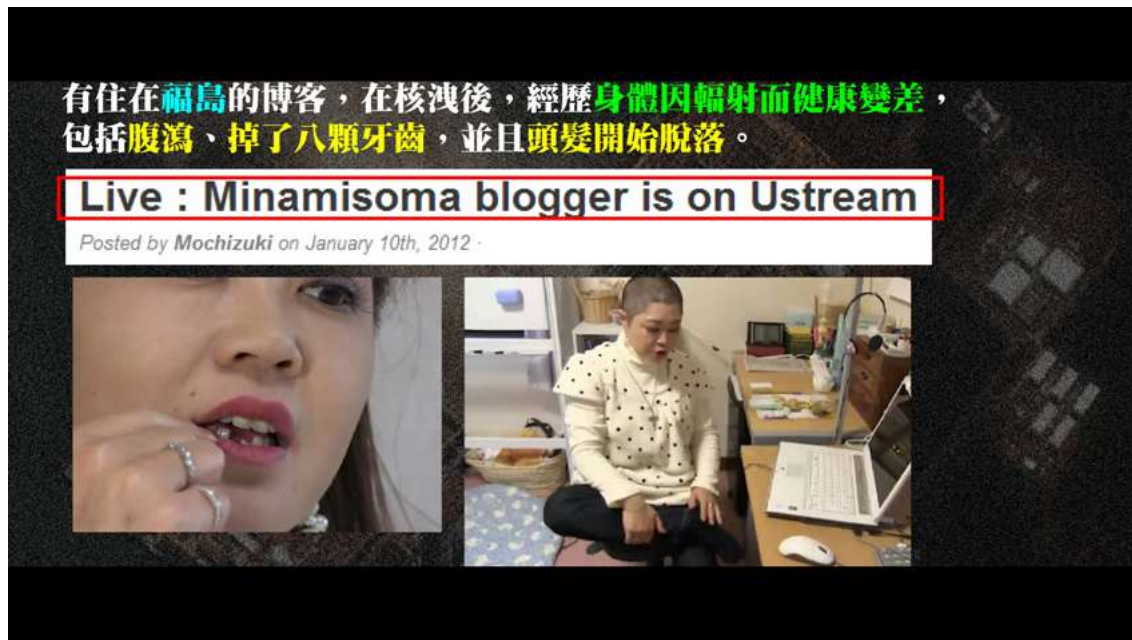 有住在福島的博客，在核洩後，經歷身體因輻射而健康變差，
包括腹瀉、掉了八顆牙齒，並且頭髮開始脫落。
Live : Minamisoma blogger is on Ustream
Posted by Mochizuki on January 10th, 2012 ·